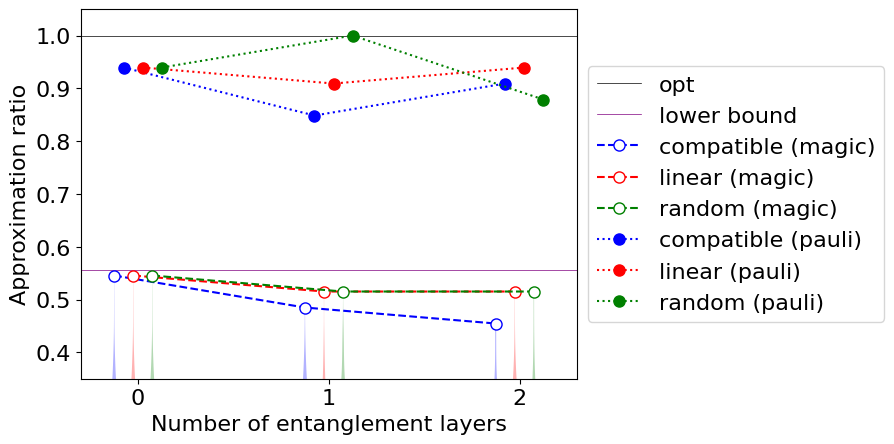 1.0
0.9
0.8
0.7
0.6
0.5
0.4
Approximation ratio
0
1
2
Number of entanglement layers
opt
lower bound
compatible (magic)
linear (magic)
random (magic)
compatible (pauli)
linear (pauli)
random (pauli)